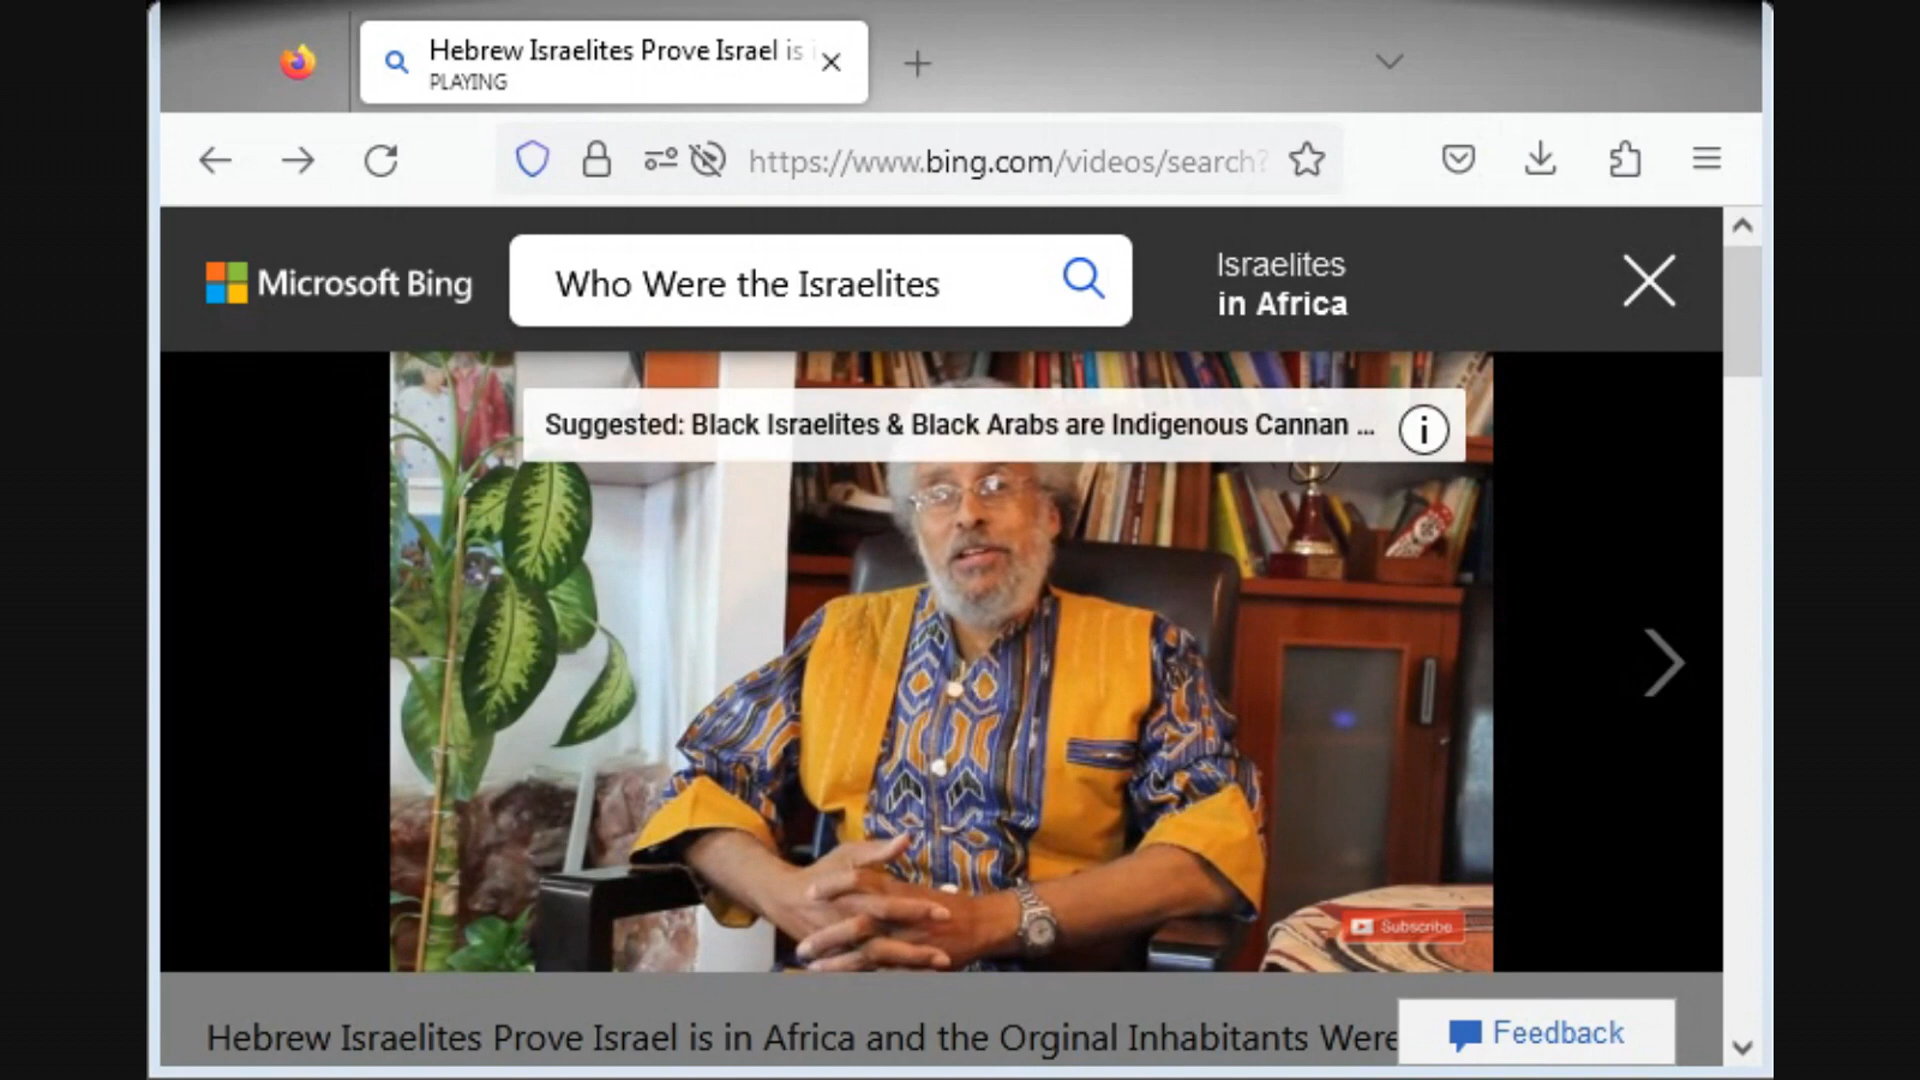 Hebrew Israelites Prove Israel is
PLAYING
https://www.bing.com/videos/search?
Microsoft Bing
Who Were the Israelites
Israelites
in Africa
Suggested: Black Israelites & Black Arabs are Indigenous Cannan ...
Subscribe
Hebrew Israelites Prove Israel is in Africa and the Orginal Inhabitants Were
Feedback